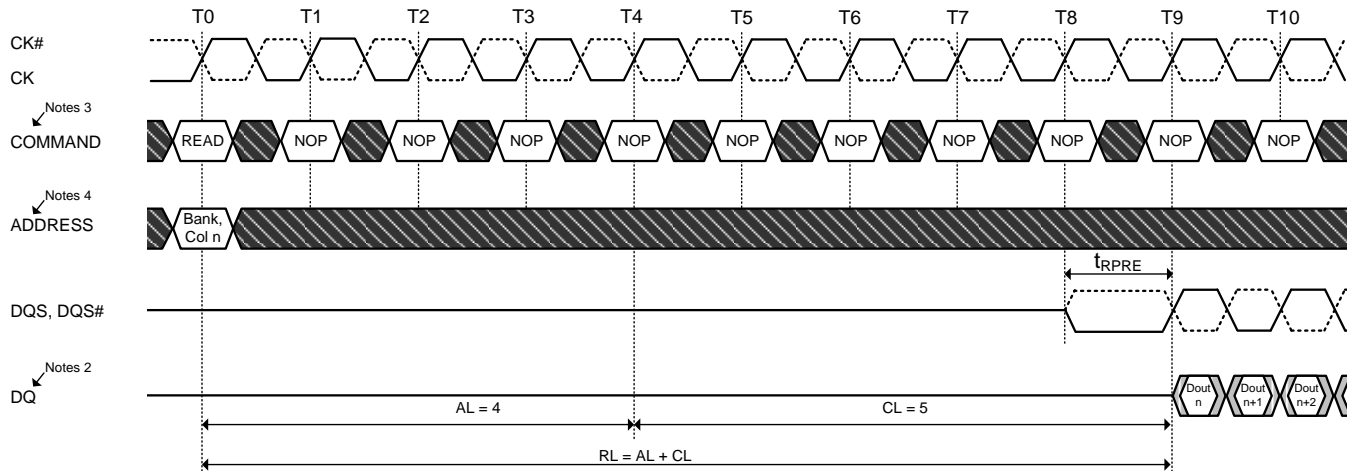 T0 T1 T2 T3 T4 T5 T6 T7 T8 T9 T10
CK#
CK
Notes 3
COMMAND READ NOP NOP NOP NOP NOP NOP NOP NOP NOP NOP
Notes 4
ADDRESS
Bank,
Col n
tRPRE
DQS, DQS#
Notes 2
DQ
Dout
n
Dout
n+1
Dout
n+2
AL = 4 CL = 5
RL = AL + CL